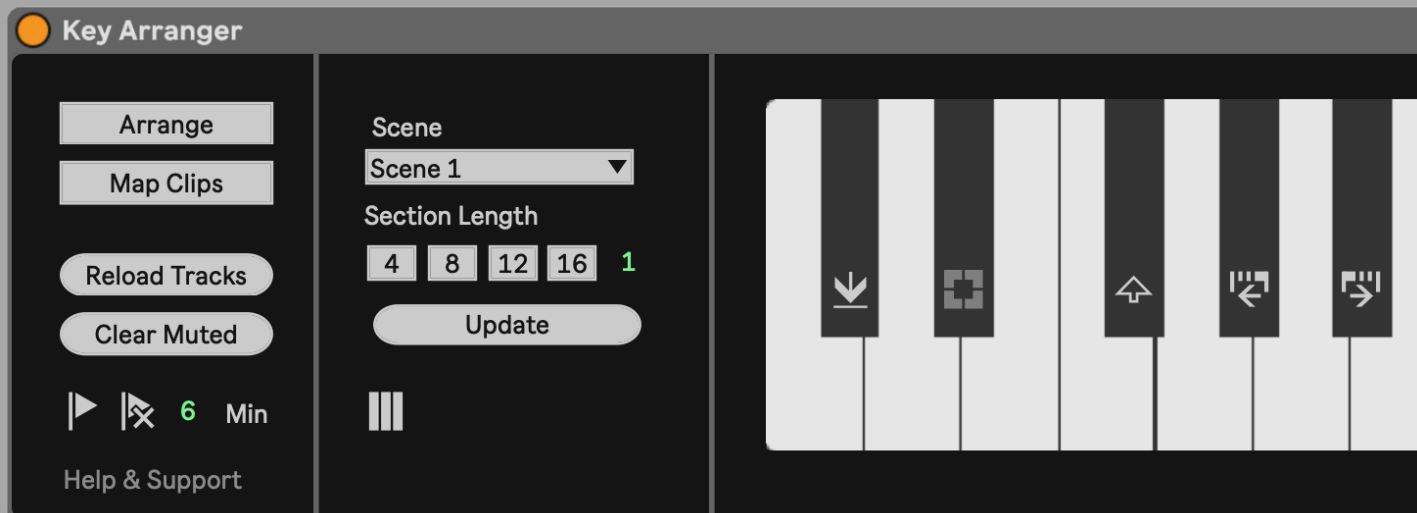 Key Arranger
Arrange
Map Clips
Reload Tracks
Clear Muted
6 Min
Help & Support
Scene
Scene 1
Section Length
4 8 12 16 1
Update